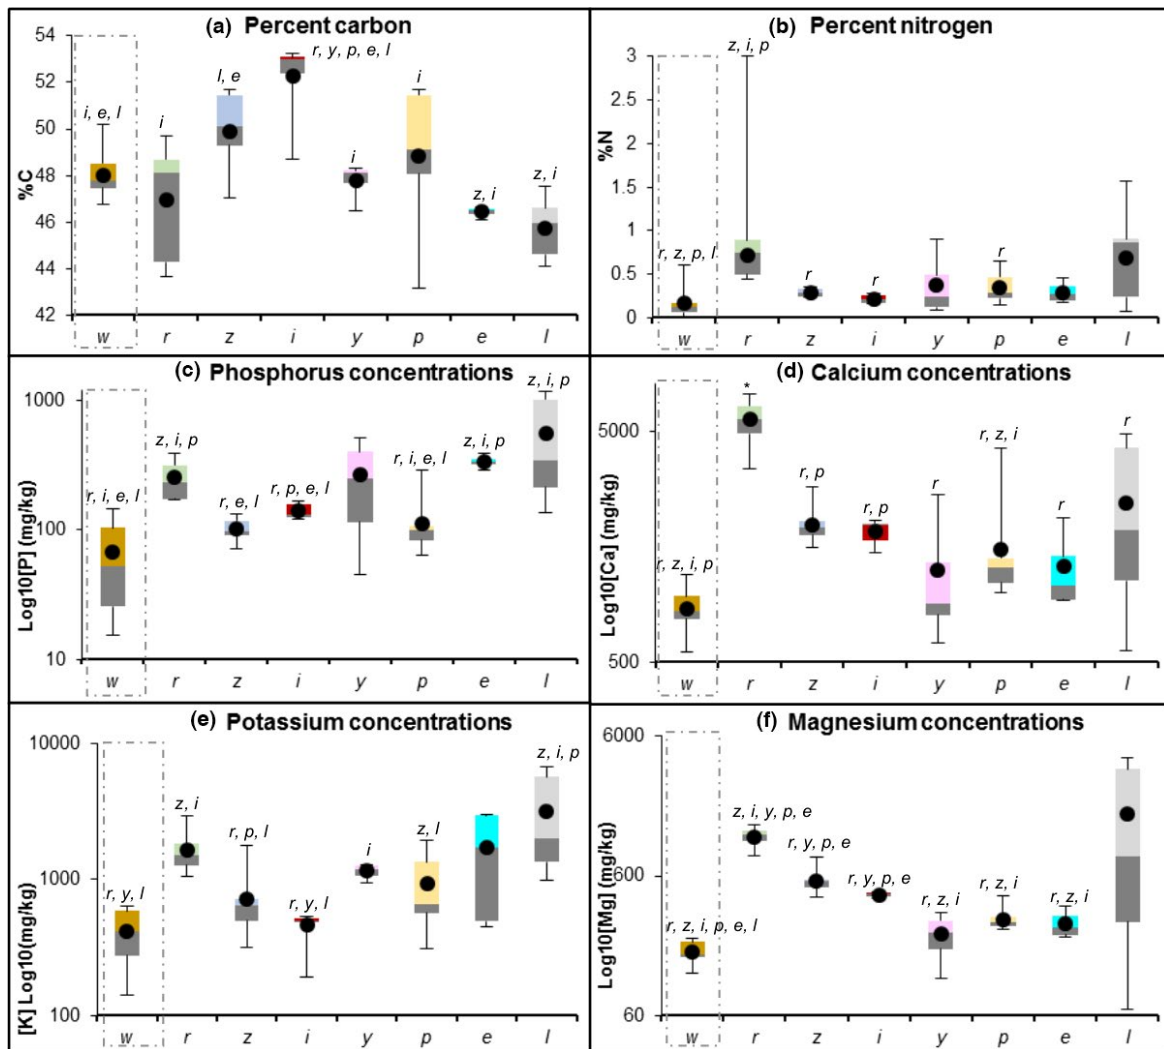 (a) Percent carbon
54
52
50
48
46
44
42
%C
i, e, l
i
l, e
r, y, p, e, l
i
i
z, i
z, i
w r z i y p e l
(b) Percent nitrogen
3
2.5
2
1.5
1
0.5
0
%N
r, z, p, l
z, i, p
r
r
r
w r z i y p e l
(c) Phosphorus concentrations
1000
100
10
Log10[P] (mg/kg)
r, i, e, l
z, i, p
r, e, l
r, p, e, l
r, i, e, l
z, i, p
z, i, p
w r z i y p e l
(d) Calcium concentrations
5000
500
Log10[Ca] (mg/kg)
r, z, i, p
*
r, p
r, p
r
r, z, i
r
r
w r z i y p e l
(e) Potassium concentrations
10000
1000
100
[K] Log10(mg/kg)
r, y, l
z, i
r, p, l
r, y, l
i
z, l
z, i, p
w r z i y p e l
(f) Magnesium concentrations
6000
600
60
Log10[Mg] (mg/kg)
r, z, i, p, e, l
z, i, y, p, e
r, y, p, e
r, y, p, e
r, z, i
r, z, i
r, z, i
w r z i y p e l